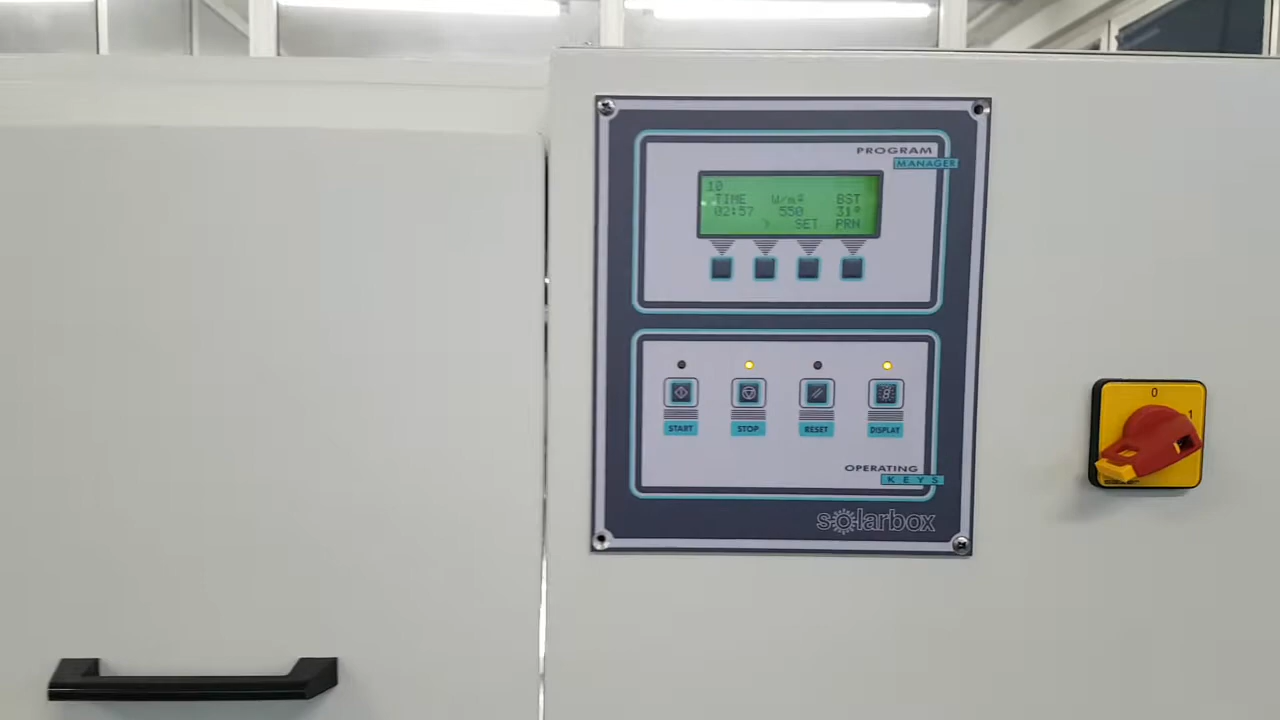 PROGRAM
MANAGER
10
TIME W/m² BST
02:57 550 31°
> SET PRN
START STOP RESET DISPLAY
OPERATING
KEYS
solarbox
0
1